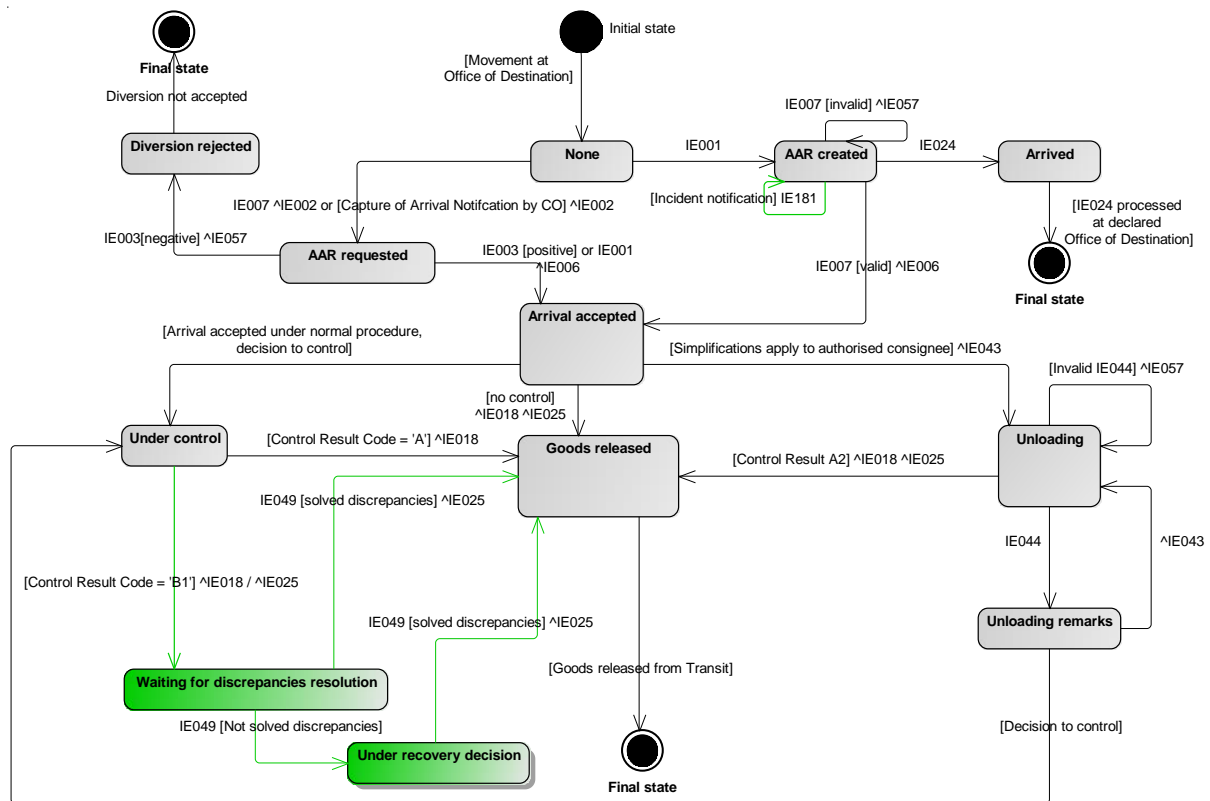 Initial state
[Movement at
Office of Destination]
Final state
Diversion not accepted
IE007 [invalid] ^IE057
Diversion rejected
None
IE001
AAR created
IE024
Arrived
[Incident notification] IE181
IE007 ^IE002 or [Capture of Arrival Notifcation by CO] ^IE002
[IE024 processed
at declared
Office of Destination]
IE003[negative] ^IE057
AAR requested
IE003 [positive] or IE001
^IE006
IE007 [valid] ^IE006
Final state
Arrival accepted
[Arrival accepted under normal procedure,
decision to control]
[Simplifications apply to authorised consignee] ^IE043
[Invalid IE044] ^IE057
[no control]
^IE018 ^IE025
Under control
[Control Result Code = 'A'] ^IE018
Goods released
[Control Result A2] ^IE018 ^IE025
Unloading
IE049 [solved discrepancies] ^IE025
IE044
^IE043
[Control Result Code = 'B1'] ^IE018 / ^IE025
IE049 [solved discrepancies] ^IE025
Unloading remarks
[Goods released from Transit]
Waiting for discrepancies resolution
IE049 [Not solved discrepancies]
[Decision to control]
Under recovery decision
Final state